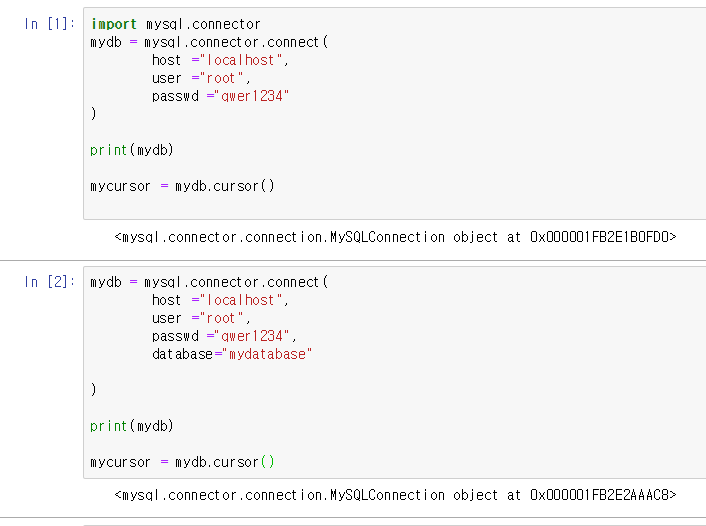 In [1]:
import mysql.connector
mydb = mysql.connector.connect(
        host ="localhost",
        user ="root",
        passwd ="qwer1234"
)
print(mydb)
mycursor = mydb.cursor()
<mysql.connector.connection.MySQLConnection object at 0x000001FB2E1B0FD0>
In [2]:
mydb = mysql.connector.connect(
        host ="localhost",
        user ="root",
        passwd ="qwer1234",
        database="mydatabase"
)
print(mydb)
mycursor = mydb.cursor()
<mysql.connector.connection.MySQLConnection object at 0x000001FB2E2AAAC8>